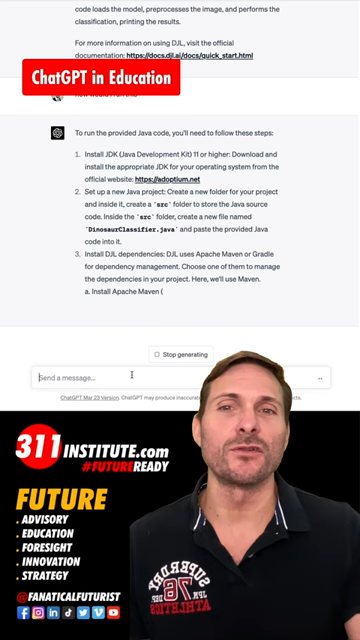 code loads the model, preprocesses the image, and performs the
classification, printing the results.
For more information on using DJL, visit the official
documentation: https://docs.djl.ai/docs/quick_start.html
ChatGPT in Education
To run the provided Java code, you'll need to follow these steps:
1. Install JDK (Java Development Kit) 11 or higher: Download and
install the appropriate JDK for your operating system from the
official website: https://adoptium.net
2. Set up a new Java project: Create a new folder for your project
and inside it, create a `src` folder to store the Java source
code. Inside the `src` folder, create a new file named
`DinosaurClassifier.java` and paste the provided Java
code into it.
3. Install DJL dependencies: DJL uses Apache Maven or Gradle
for dependency management. Choose one of them to manage
the dependencies in your project. Here, we'll use Maven.
a. Install Apache Maven (
Stop generating
Send a message...
ChatGPT Mar 23 Version. ChatGPT may produce
311INSTITUTE.com
#FUTUREREADY
FUTURE
. ADVISORY
. EDUCATION
. FORESIGHT
. INNOVATION
. STRATEGY
@FANATICALFUTURIST
SUPERDRY
76
ATHLETICS